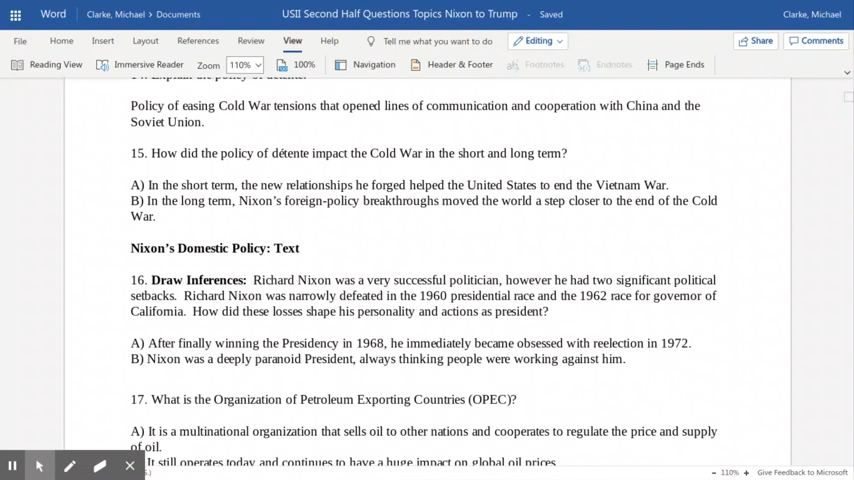 Word Clarke, Michael > Documents USII Second Half Questions Topics Nixon to Trump - Saved Clarke, Michael
File Home Insert Layout References Review View Help Tell me what you want to do Editing Share Comments
Reading View Immersive Reader Zoom 110% 100% Navigation Header & Footer Footnotes Endnotes Page Ends
14. Explain the policy of détente.
Policy of easing Cold War tensions that opened lines of communication and cooperation with China and the
Soviet Union.
15. How did the policy of détente impact the Cold War in the short and long term?
A) In the short term, the new relationships he forged helped the United States to end the Vietnam War.
B) In the long term, Nixon's foreign-policy breakthroughs moved the world a step closer to the end of the Cold
War.
Nixon's Domestic Policy: Text
16. Draw Inferences: Richard Nixon was a very successful politician, however he had two significant political
setbacks. Richard Nixon was narrowly defeated in the 1960 presidential race and the 1962 race for governor of
California. How did these losses shape his personality and actions as president?
A) After finally winning the Presidency in 1968, he immediately became obsessed with reelection in 1972.
B) Nixon was a deeply paranoid President, always thinking people were working against him.
17. What is the Organization of Petroleum Exporting Countries (OPEC)?
A) It is a multinational organization that sells oil to other nations and cooperates to regulate the price and supply
of oil.
It still operates today and continues to have a huge impact on global oil prices.
110% Give Feedback to Microsoft